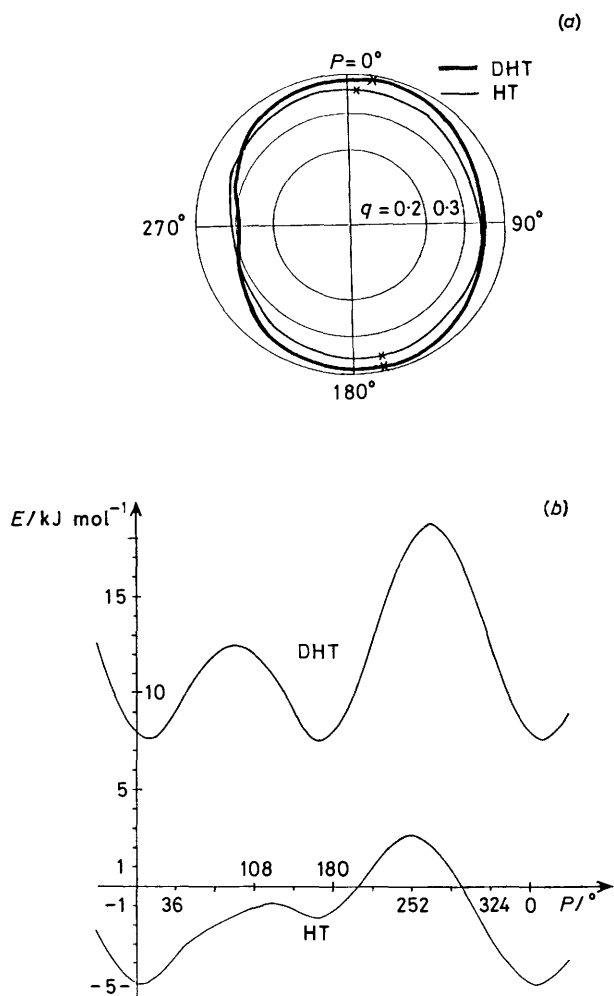 (a)
P = 0°
DHT
HT
q = 0·2 0·3
270°
90°
180°
E/kJ mol⁻¹
(b)
15
DHT
10
5
1
108
180
-1
36
252
324
0
P/°
HT
-5